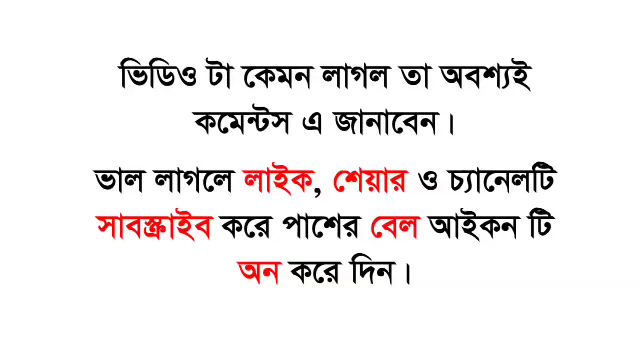 ভিডিও টা কেমন লাগল তা অবশ্যই
কমেন্টস এ জানাবেন।
ভাল লাগলে লাইক, শেয়ার ও চ্যানেলটি
সাবস্ক্রাইব করে পাশের বেল আইকন টি
অন করে দিন।